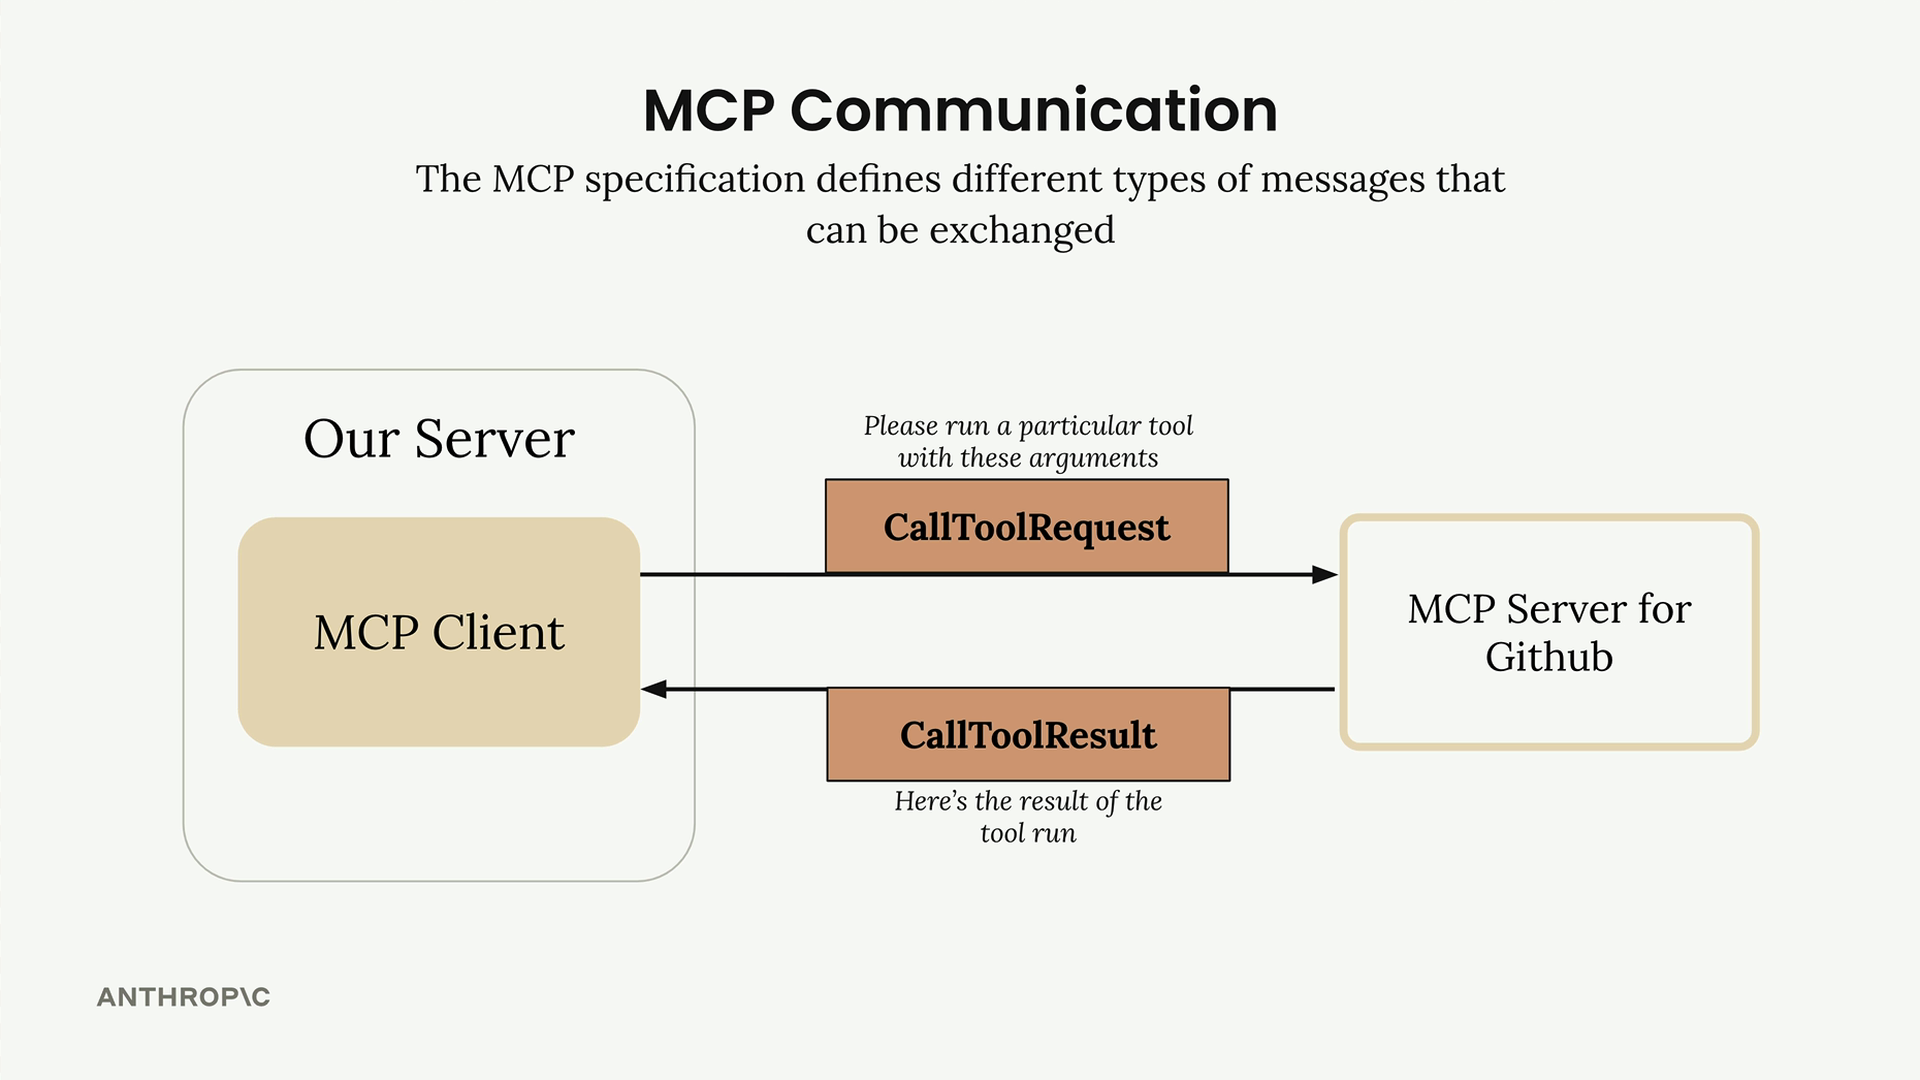 MCP Communication
The MCP specification defines different types of messages that
can be exchanged
Our Server
MCP Client
Please run a particular tool
with these arguments
CallToolRequest
CallToolResult
Here’s the result of the
tool run
MCP Server for
Github
ANTHROP\C